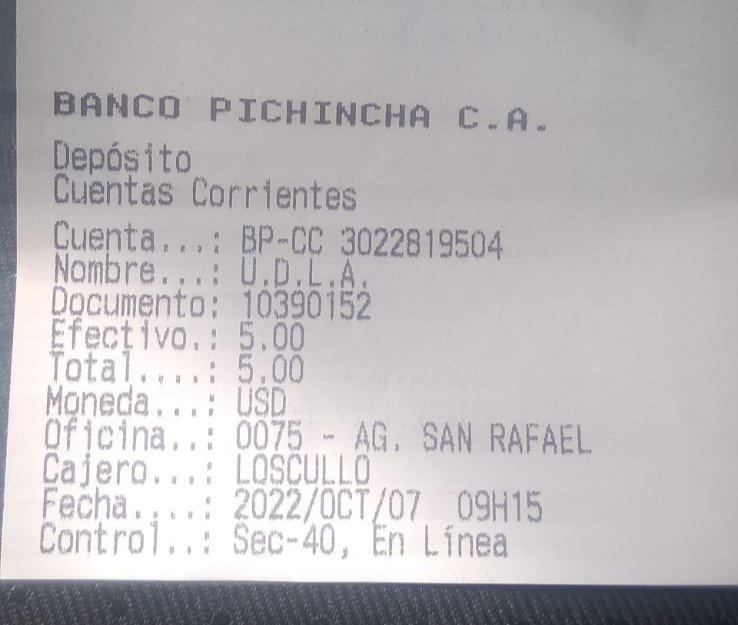 BANCO PICHINCHA C.A.
Depósito
Cuentas Corrientes
Cuenta...: BP-CC 3022819504
Nombre...: U.D.L.A.
Documento: 10390152
Efectivo.: 5.00
Total....: 5.00
Moneda...: USD
Oficina..: 0075 - AG. SAN RAFAEL
Cajero...: LOSCULLO
Fecha....: 2022/OCT/07 09H15
Control..: Sec-40, En Línea